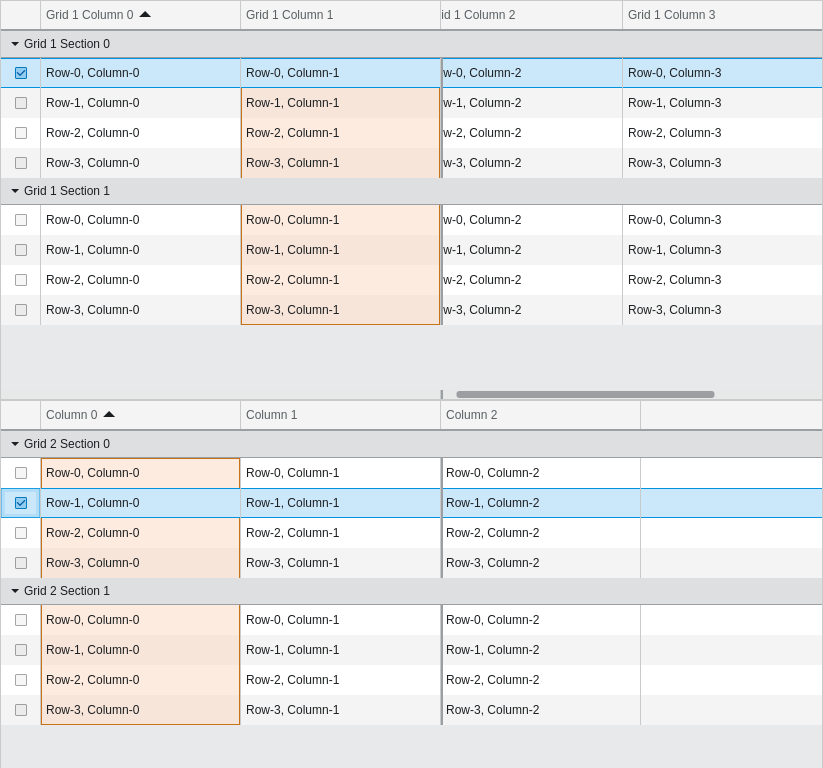 Grid 1 Column 0 Grid 1 Column 1 id 1 Column 2 Grid 1 Column 3
Grid 1 Section 0
Row-0, Column-0 Row-0, Column-1 w-0, Column-2 Row-0, Column-3
Row-1, Column-0 Row-1, Column-1 w-1, Column-2 Row-1, Column-3
Row-2, Column-0 Row-2, Column-1 w-2, Column-2 Row-2, Column-3
Row-3, Column-0 Row-3, Column-1 w-3, Column-2 Row-3, Column-3
Grid 1 Section 1
Row-0, Column-0 Row-0, Column-1 w-0, Column-2 Row-0, Column-3
Row-1, Column-0 Row-1, Column-1 w-1, Column-2 Row-1, Column-3
Row-2, Column-0 Row-2, Column-1 w-2, Column-2 Row-2, Column-3
Row-3, Column-0 Row-3, Column-1 w-3, Column-2 Row-3, Column-3
Column 0 Column 1 Column 2
Grid 2 Section 0
Row-0, Column-0 Row-0, Column-1 Row-0, Column-2
Row-1, Column-0 Row-1, Column-1 Row-1, Column-2
Row-2, Column-0 Row-2, Column-1 Row-2, Column-2
Row-3, Column-0 Row-3, Column-1 Row-3, Column-2
Grid 2 Section 1
Row-0, Column-0 Row-0, Column-1 Row-0, Column-2
Row-1, Column-0 Row-1, Column-1 Row-1, Column-2
Row-2, Column-0 Row-2, Column-1 Row-2, Column-2
Row-3, Column-0 Row-3, Column-1 Row-3, Column-2